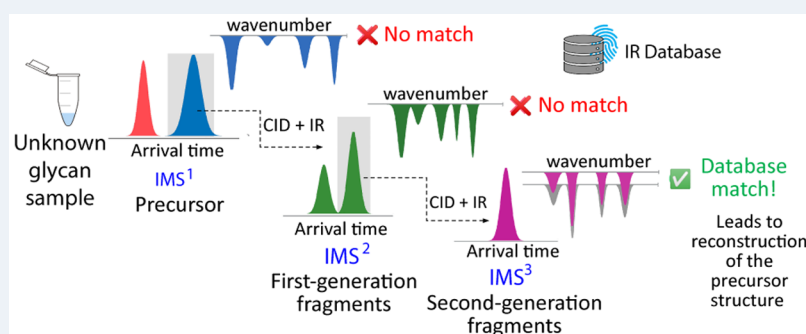 wavenumber
No match
IR Database
wavenumber
No match
Unknown
glycan
sample
CID + IR
Arrival time
IMS1
Precursor
wavenumber
Database
match!
CID + IR
Arrival time
IMS2
First-generation
fragments
Arrival time
IMS3
Second-generation
fragments
Leads to
reconstruction
of the
precursor
structure